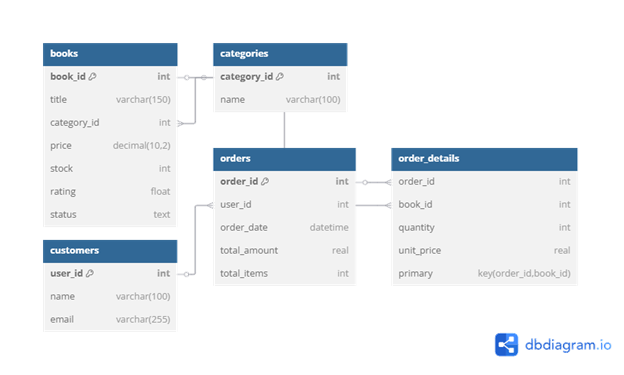 books
book_id int
title varchar(150)
category_id int
price decimal(10,2)
stock int
rating float
status text
categories
category_id int
name varchar(100)
orders
order_id int
user_id int
order_date datetime
total_amount real
total_items int
order_details
order_id int
book_id int
quantity int
unit_price real
primary key(order_id,book_id)
customers
user_id int
name varchar(100)
email varchar(255)
dbdiagram.io